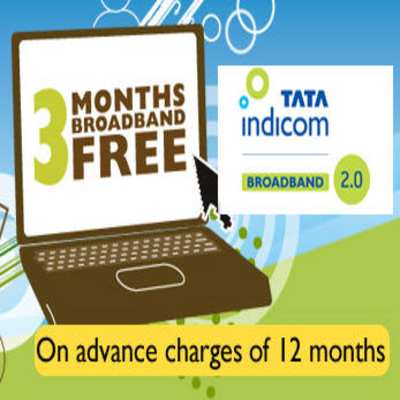 3 MONTHS
BROADBAND
FREE
TATA
indicom
BROADBAND 2.0
On advance charges of 12 months